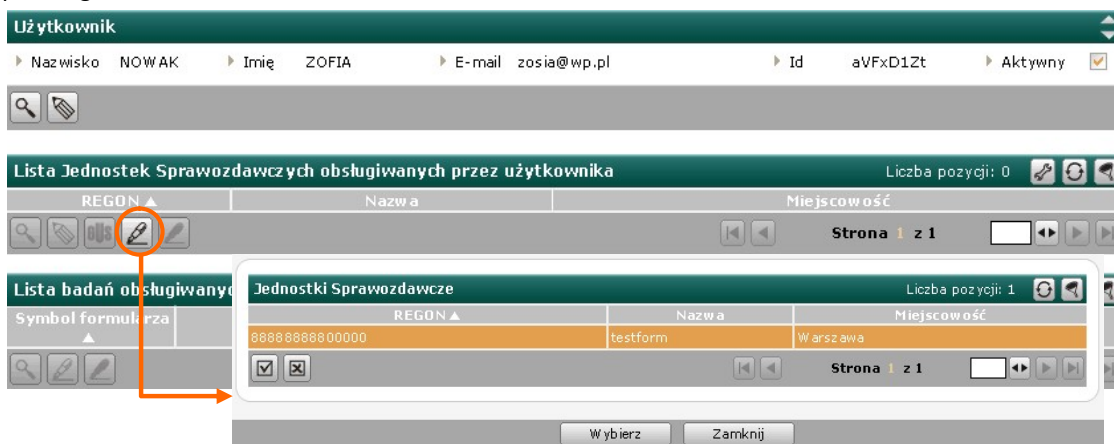 Użytkownik
Nazwisko NOWAK Imię ZOFIA E-mail zosia@wp.pl Id aVFxD1Zt Aktywny
Lista Jednostek Sprawozdawczych obsługiwanych przez użytkownika Liczba pozycji: 0
REGON Nazwa Miejscowość
GUS Strona 1 z 1
Lista badań obsługiwany
Symbol formularza
Jednostki Sprawozdawcze Liczba pozycji: 1
REGON Nazwa Miejscowość
88888888800000 testform Warszawa
Strona 1 z 1
Wybierz Zamknij